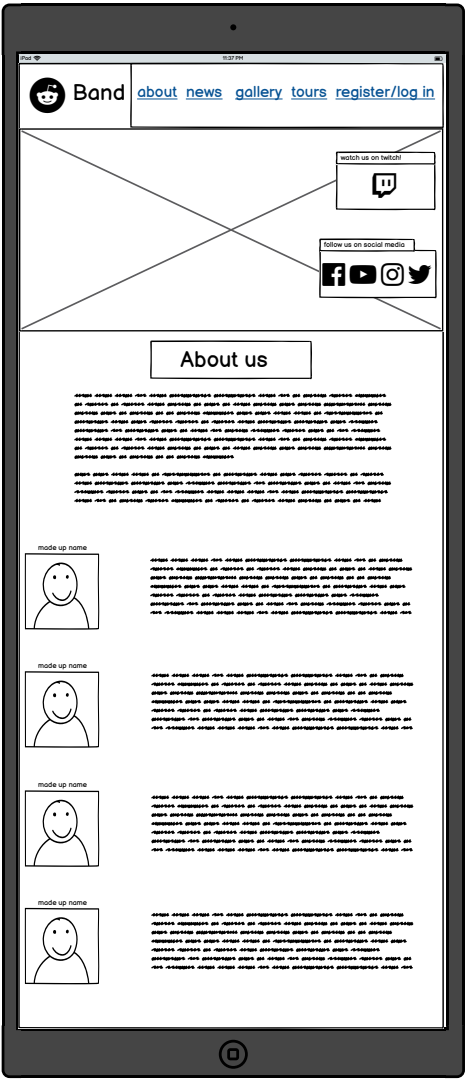 iPad
11:37 PM
Band
about news gallery tours register/log in
watch us on twitch!
follow us on social media
About us
made up name
made up name
made up name
made up name